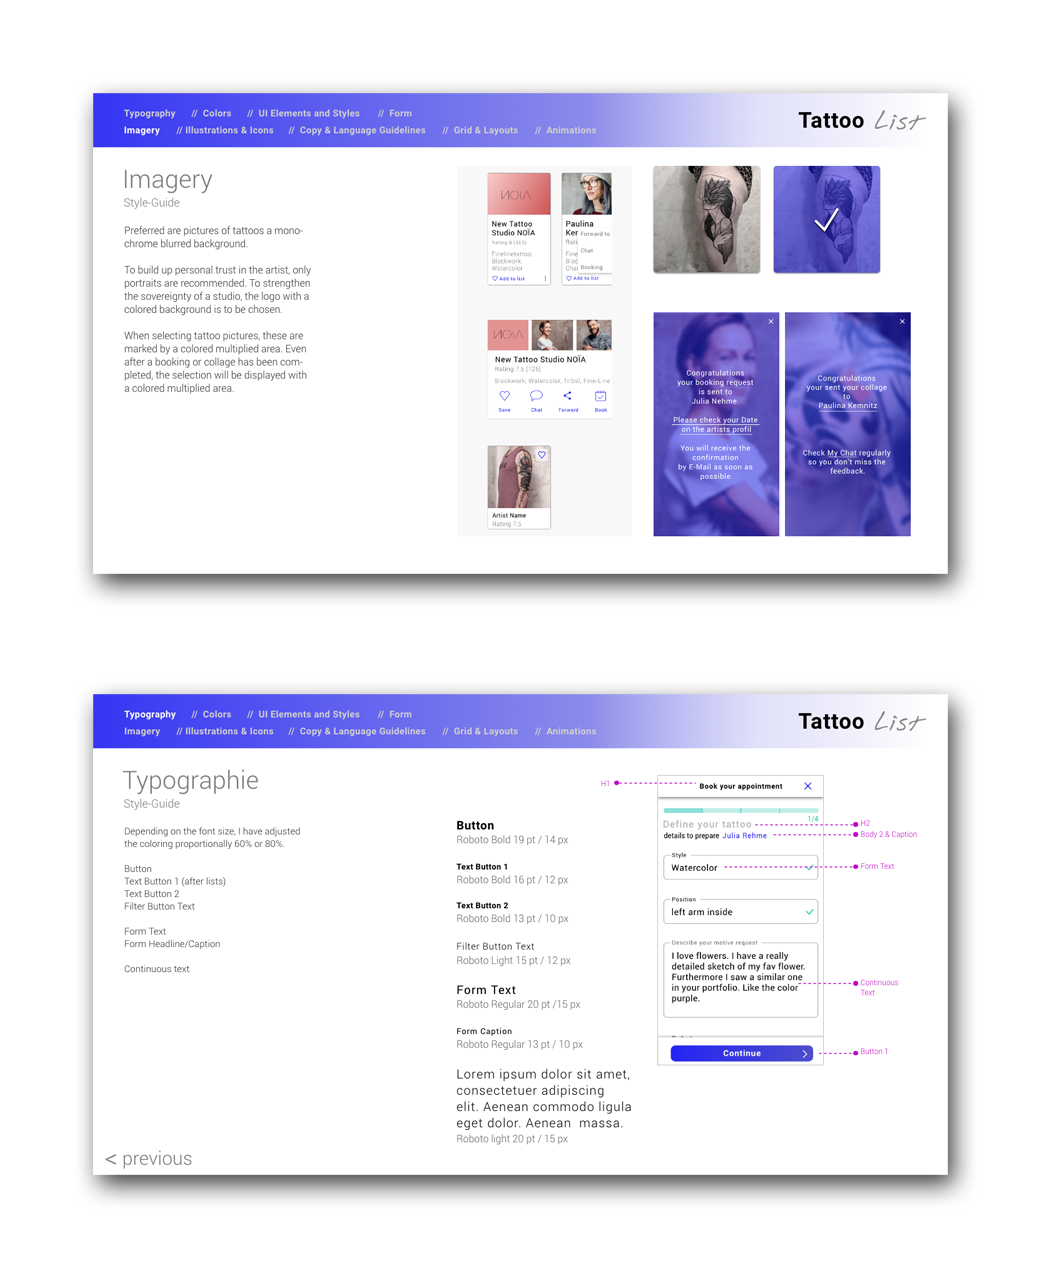 Typography // Colors // UI Elements and Styles // Form
Imagery // Illustrations & Icons // Copy & Language Guidelines // Grid & Layouts // Animations
Tattoo List
Imagery
Style-Guide
Preferred are pictures of tattoos a mono-
chrome blurred background.
To build up personal trust in the artist, only
portraits are recommended. To strengthen
the sovereignty of a studio, the logo with a
colored background is to be chosen.
When selecting tattoo pictures, these are
marked by a colored multiplied area. Even
after a booking or collage has been com-
pleted, the selection will be displayed with
a colored multiplied area.
NOÏA
New Tattoo
Studio NOÏA
Rating 8 (385)
Finelinetattoo,
Blackwork,
Watercolor
Add to list
Paulina
Ker
Rati
Fine
Blac
Chai
Forward to
Chat
Booking
Add to list
NOÏA
New Tattoo Studio NOÏA
Rating 7.5 (125)
Blackwork, Watercolor, Tribal, Fine-Line
Save Chat Forward Book
Artist Name
Rating 7.5
Congratulations
your booking request
is sent to
Julia Nehme.
Please check your Date
on the artists profil
You will receive the
confirmation
by E-Mail as soon as
possible.
Congratulations
your sent your collage
to
Paulina Kemnitz
Check My Chat regularly
so you don't miss the
feedback.
Typography // Colors // UI Elements and Styles // Form
Imagery // Illustrations & Icons // Copy & Language Guidelines // Grid & Layouts // Animations
Tattoo List
Typographie
Style-Guide
Depending on the font size, I have adjusted
the coloring proportionally 60% or 80%.
Button
Text Button 1 (after lists)
Text Button 2
Filter Button Text
Form Text
Form Headline/Caption
Continuous text
Button
Roboto Bold 19 pt / 14 px
Text Button 1
Roboto Bold 16 pt / 12 px
Text Button 2
Roboto Bold 13 pt / 10 px
Filter Button Text
Roboto Light 15 pt / 12 px
Form Text
Roboto Regular 20 pt /15 px
Form Caption
Roboto Regular 13 pt / 10 px
Lorem ipsum dolor sit amet,
consectetuer adipiscing
elit. Aenean commodo ligula
eget dolor. Aenean massa.
Roboto light 20 pt / 15 px
H1
Book your appointment
1/4
Define your tattoo
H2
details to prepare Julia Rehme
Body 2 & Caption
Style
Watercolor
Form Text
Position
left arm inside
Describe your motive request
I love flowers. I have a really
detailed sketch of my fav flower.
Furthermore I saw a similar one
in your portfolio. Like the color
purple.
Continuous
Text
Continue
Button 1
< previous